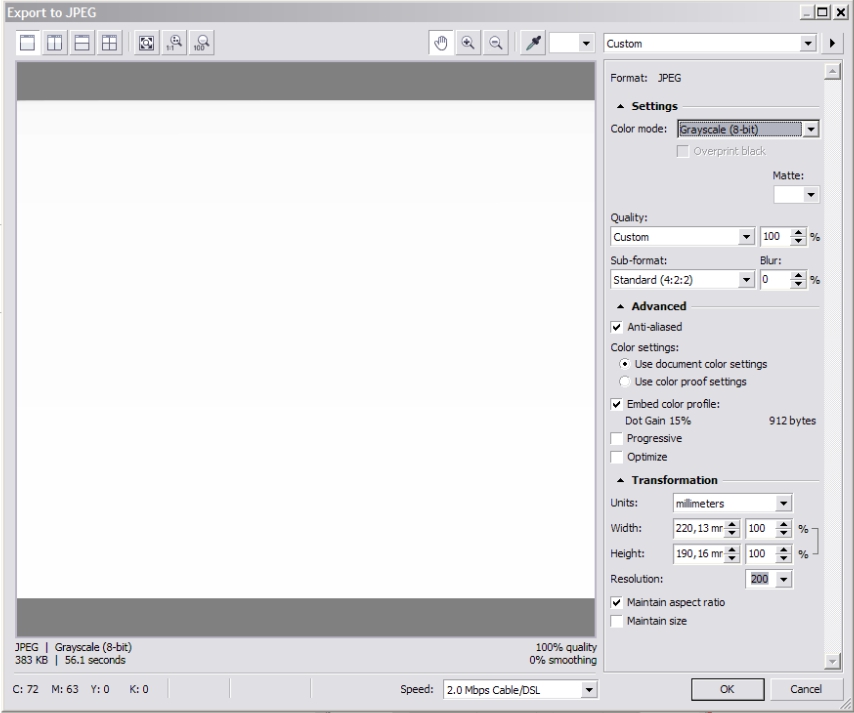 Export to JPEG
1:1
100
Custom
Format: JPEG
Settings
Color mode: Grayscale (8-bit)
Overprint black
Matte:
Quality:
Custom 100 %
Sub-format: Blur:
Standard (4:2:2) 0 %
Advanced
Anti-aliased
Color settings:
Use document color settings
Use color proof settings
Embed color profile:
Dot Gain 15% 912 bytes
Progressive
Optimize
Transformation
Units: millimeters
Width: 220,13 mr 100 %
Height: 190,16 mr 100 %
Resolution: 200
Maintain aspect ratio
Maintain size
JPEG | Grayscale (8-bit) 100% quality
383 KB | 56.1 seconds 0% smoothing
C: 72 M: 63 Y: 0 K: 0 Speed: 2.0 Mbps Cable/DSL OK Cancel